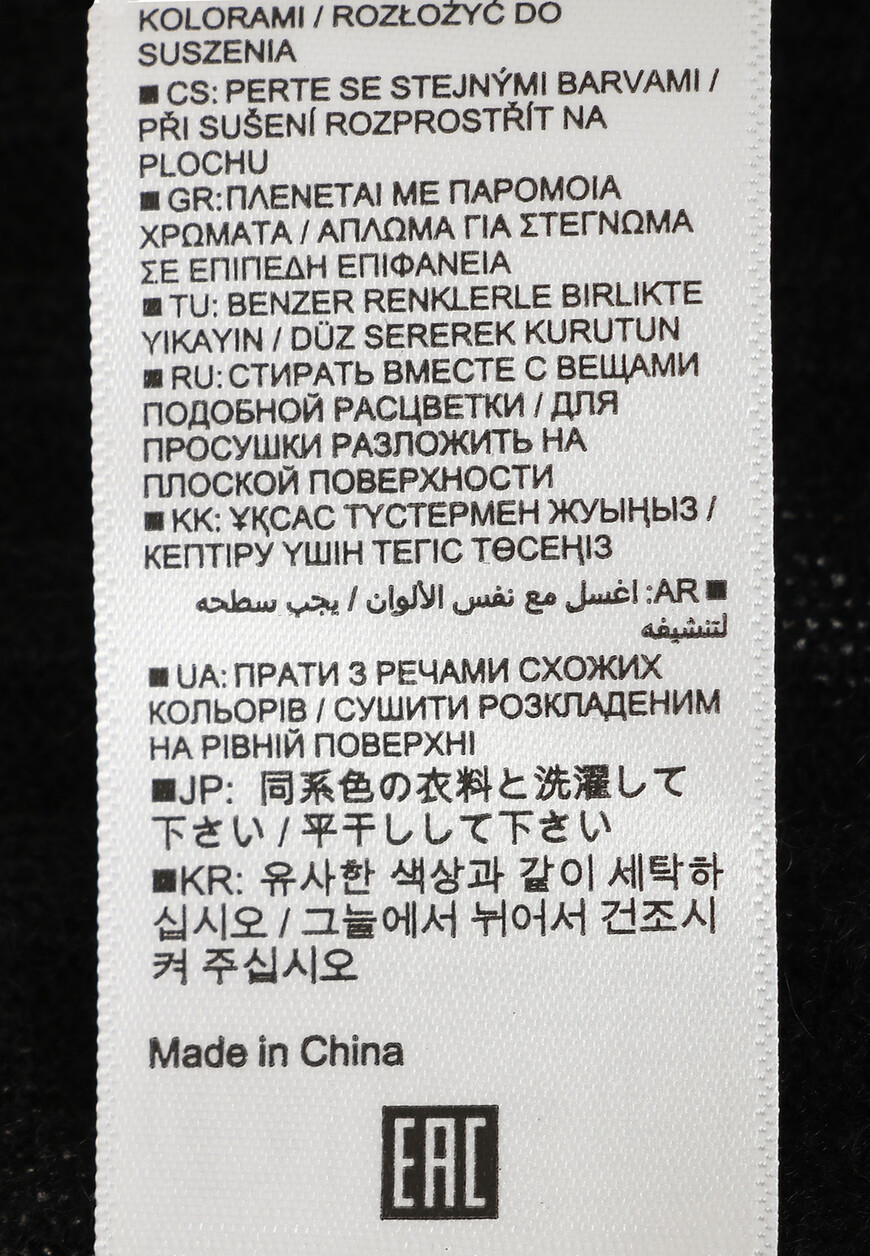 KOLORAMI / ROZŁOŻYĆ DO
SUSZENIA
■ CS: PERTE SE STEJNÝMI BARVAMI /
PŘI SUŠENÍ ROZPROSTŘÍT NA
PLOCHU
■ GR:ΠΛΕΝΕΤΑΙ ΜΕ ΠΑΡΟΜΟΙΑ
ΧΡΩΜΑΤΑ / ΑΠΛΩΜΑ ΓΙΑ ΣΤΕΓΝΩΜΑ
ΣΕ ΕΠΙΠΕΔΗ ΕΠΙΦΑΝΕΙΑ
■ TU: BENZER RENKLERLE BIRLIKTE
YIKAYIN / DÜZ SEREREK KURUTUN
■ RU: СТИРАТЬ ВМЕСТЕ С ВЕЩАМИ
ПОДОБНОЙ РАСЦВЕТКИ / ДЛЯ
ПРОСУШКИ РАЗЛОЖИТЬ НА
ПЛОСКОЙ ПОВЕРХНОСТИ
■ KK: ҰҚСАС ТҮСТЕРМЕН ЖУЫҢЫЗ /
КЕПТІРУ ҮШІН ТЕГІС ТӨСЕҢІЗ
■ AR: اغسل مع نفس الألوان / يجب سطحه
لتنشيفه
■ UA: ПРАТИ З РЕЧАМИ СХОЖИХ
КОЛЬОРІВ / СУШИТИ РОЗКЛАДЕНИМ
НА РІВНІЙ ПОВЕРХНІ
■JP: 同系色の衣料と洗濯して
下さい / 平干しして下さい
■KR: 유사한 색상과 같이 세탁하
십시오 / 그늘에서 뉘어서 건조시
켜 주십시오
Made in China
EAC